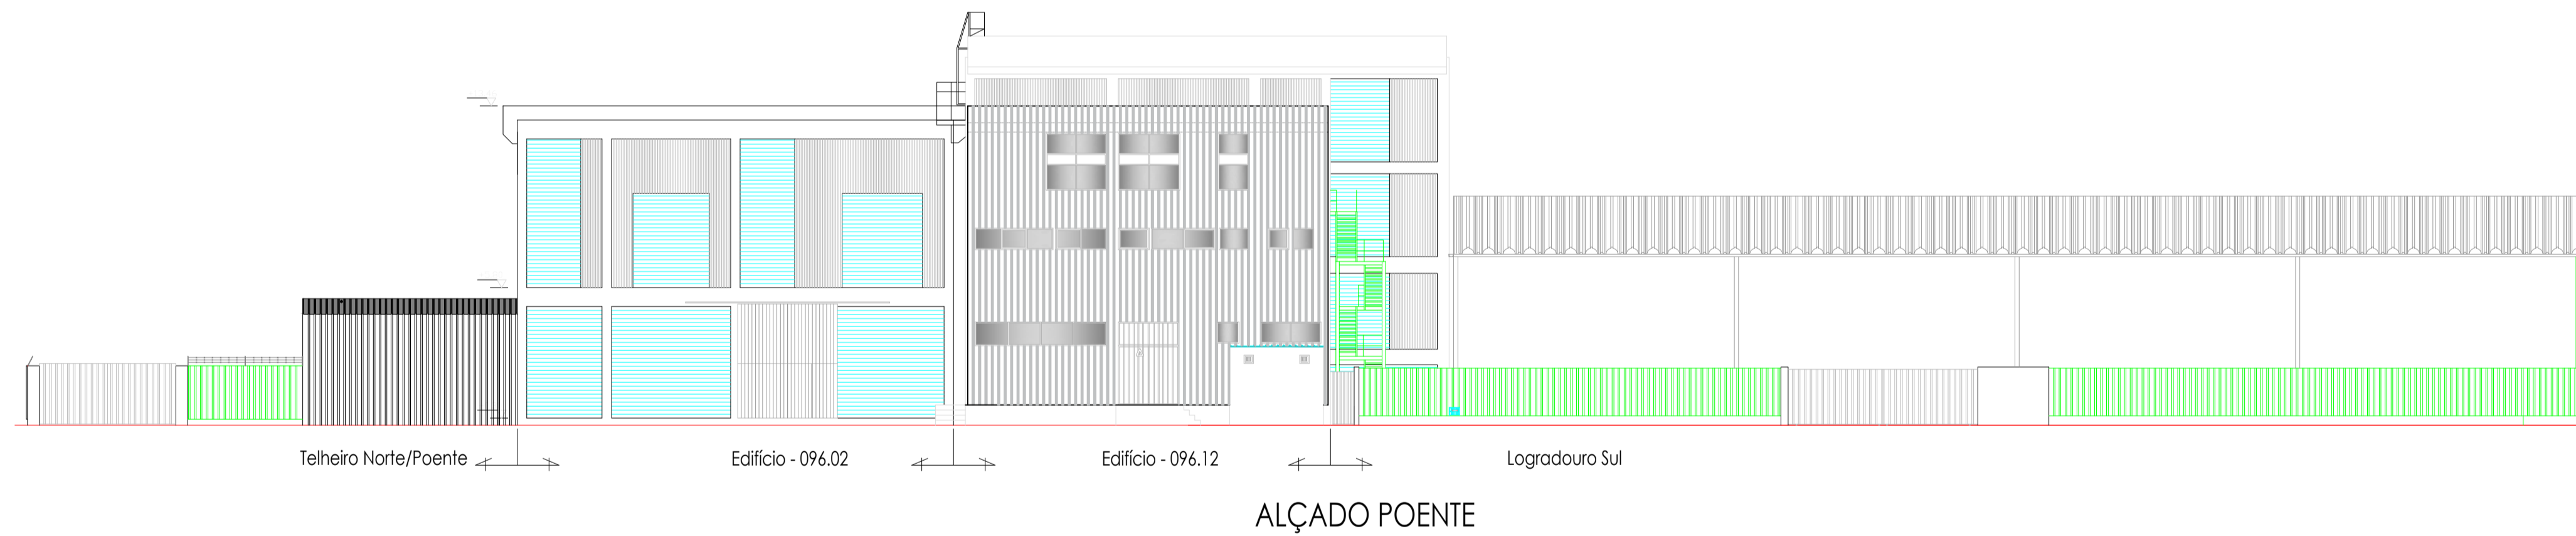 Telheiro Norte/Poente
Edifício - 096.02
Edifício - 096.12
Logradouro Sul
ALÇADO POENTE